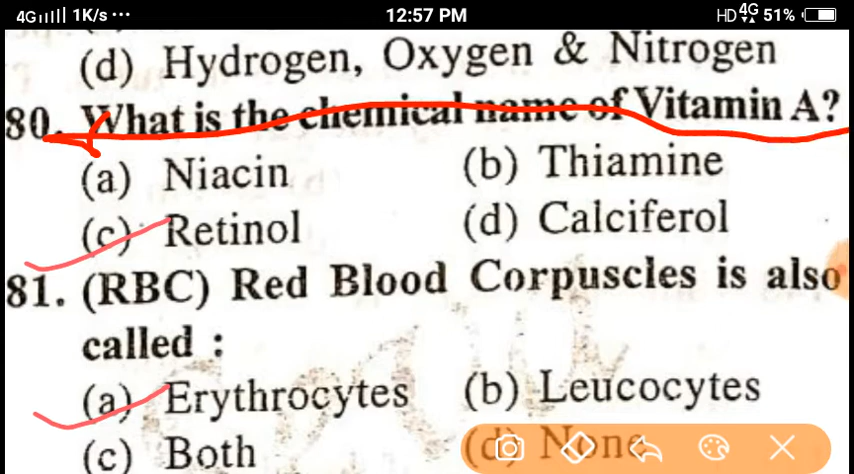 4G 1K/s ... 12:57 PM HD 4G 51%
(d) Hydrogen, Oxygen & Nitrogen
80. What is the chemical name of Vitamin A?
(a) Niacin (b) Thiamine
(c) Retinol (d) Calciferol
81. (RBC) Red Blood Corpuscles is also
called :
(a) Erythrocytes (b) Leucocytes
(c) Both (d) None